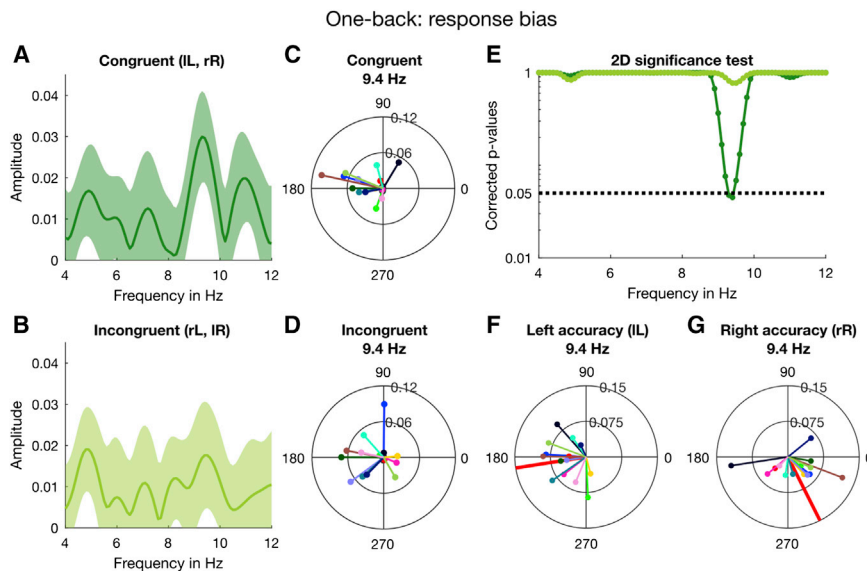 One-back: response bias
A
Congruent (lL, rR)
0.04
0.03
0.02
0.01
0
Amplitude
4 6 8 10 12
Frequency in Hz
B
Incongruent (rL, lR)
0.04
0.03
0.02
0.01
0
Amplitude
4 6 8 10 12
Frequency in Hz
C
Congruent
9.4 Hz
90
0.12
0.06
180 0
270
D
Incongruent
9.4 Hz
90
0.12
0.06
180 0
270
E
2D significance test
1
0.05
0.01
Corrected p-values
4 6 8 10 12
Frequency in Hz
F
Left accuracy (lL)
9.4 Hz
90
0.15
0.075
180 0
270
G
Right accuracy (rR)
9.4 Hz
90
0.15
0.075
180 0
270